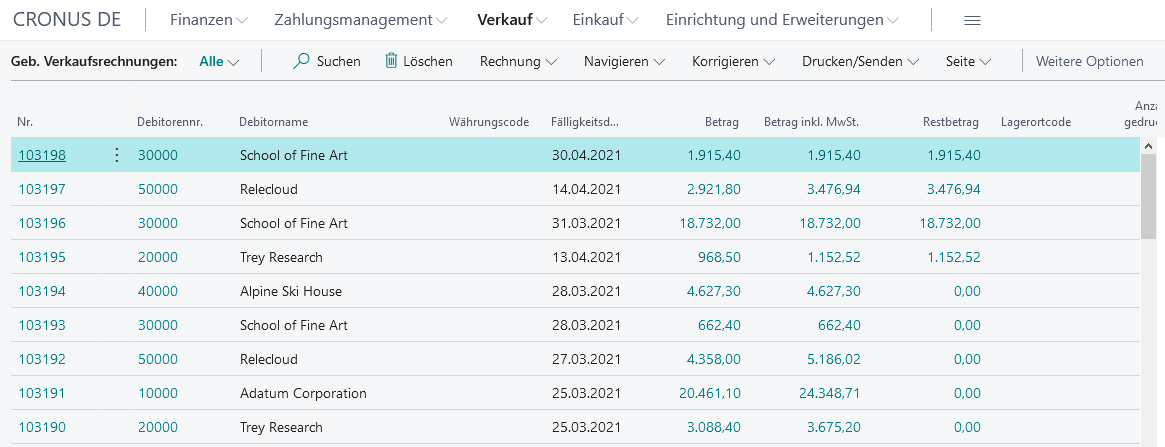 CRONUS DE Finanzen Zahlungsmanagement Verkauf Einkauf Einrichtung und Erweiterungen
Geb. Verkaufsrechnungen: Alle Suchen Löschen Rechnung Navigieren Korrigieren Drucken/Senden Seite Weitere Optionen
Nr. Debitorennr. Debitorname Währungscode Fälligkeitsd... Betrag Betrag inkl. MwSt. Restbetrag Lagerortcode Anza gedruc
103198 30000 School of Fine Art 30.04.2021 1.915,40 1.915,40 1.915,40
103197 50000 Relecloud 14.04.2021 2.921,80 3.476,94 3.476,94
103196 30000 School of Fine Art 31.03.2021 18.732,00 18.732,00 18.732,00
103195 20000 Trey Research 13.04.2021 968,50 1.152,52 1.152,52
103194 40000 Alpine Ski House 28.03.2021 4.627,30 4.627,30 0,00
103193 30000 School of Fine Art 28.03.2021 662,40 662,40 0,00
103192 50000 Relecloud 27.03.2021 4.358,00 5.186,02 0,00
103191 10000 Adatum Corporation 25.03.2021 20.461,10 24.348,71 0,00
103190 20000 Trey Research 25.03.2021 3.088,40 3.675,20 0,00